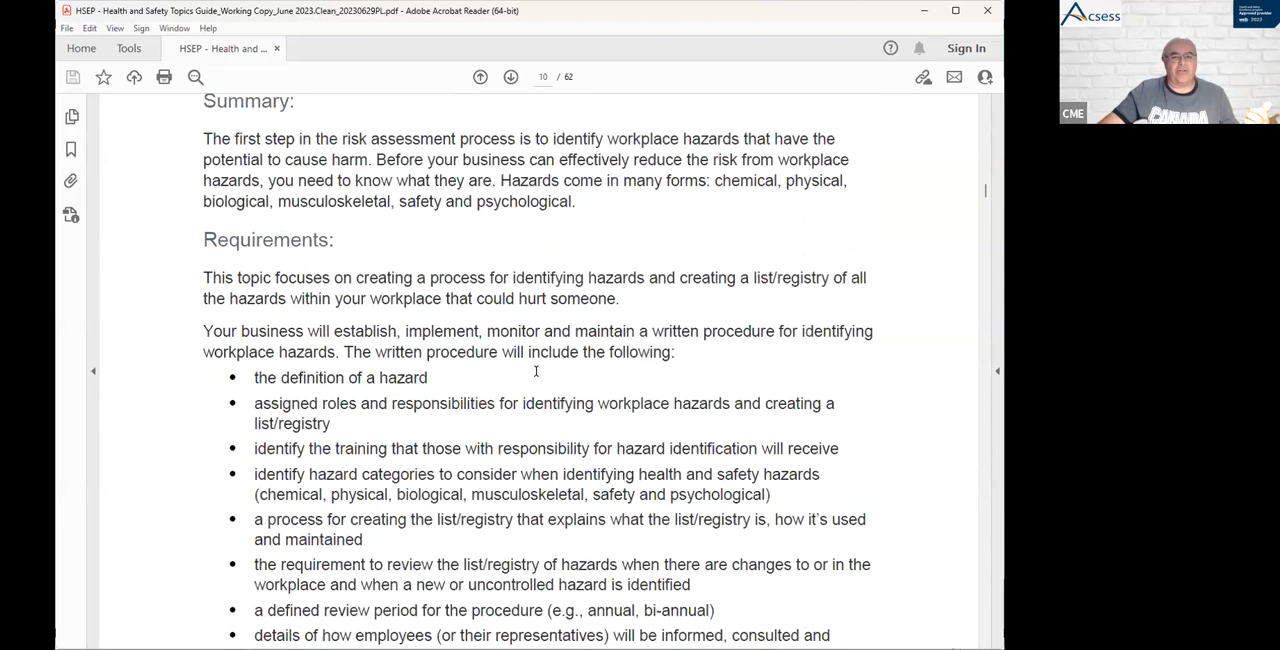 HSEP - Health and Safety Topics Guide_Working Copy_June 2023.Clean_20230629PL.pdf - Adobe Acrobat Reader (64-bit)
File Edit View Sign Window Help
Home Tools HSEP - Health and ... × Sign In
10 / 62
Summary:
The first step in the risk assessment process is to identify workplace hazards that have the
potential to cause harm. Before your business can effectively reduce the risk from workplace
hazards, you need to know what they are. Hazards come in many forms: chemical, physical,
biological, musculoskeletal, safety and psychological.
Requirements:
This topic focuses on creating a process for identifying hazards and creating a list/registry of all
the hazards within your workplace that could hurt someone.
Your business will establish, implement, monitor and maintain a written procedure for identifying
workplace hazards. The written procedure will include the following:
• the definition of a hazard
• assigned roles and responsibilities for identifying workplace hazards and creating a
list/registry
• identify the training that those with responsibility for hazard identification will receive
• identify hazard categories to consider when identifying health and safety hazards
(chemical, physical, biological, musculoskeletal, safety and psychological)
• a process for creating the list/registry that explains what the list/registry is, how it's used
and maintained
• the requirement to review the list/registry of hazards when there are changes to or in the
workplace and when a new or uncontrolled hazard is identified
• a defined review period for the procedure (e.g., annual, bi-annual)
• details of how employees (or their representatives) will be informed, consulted and
Acsess
Approved provider
wsib 2023
CANADA
CME